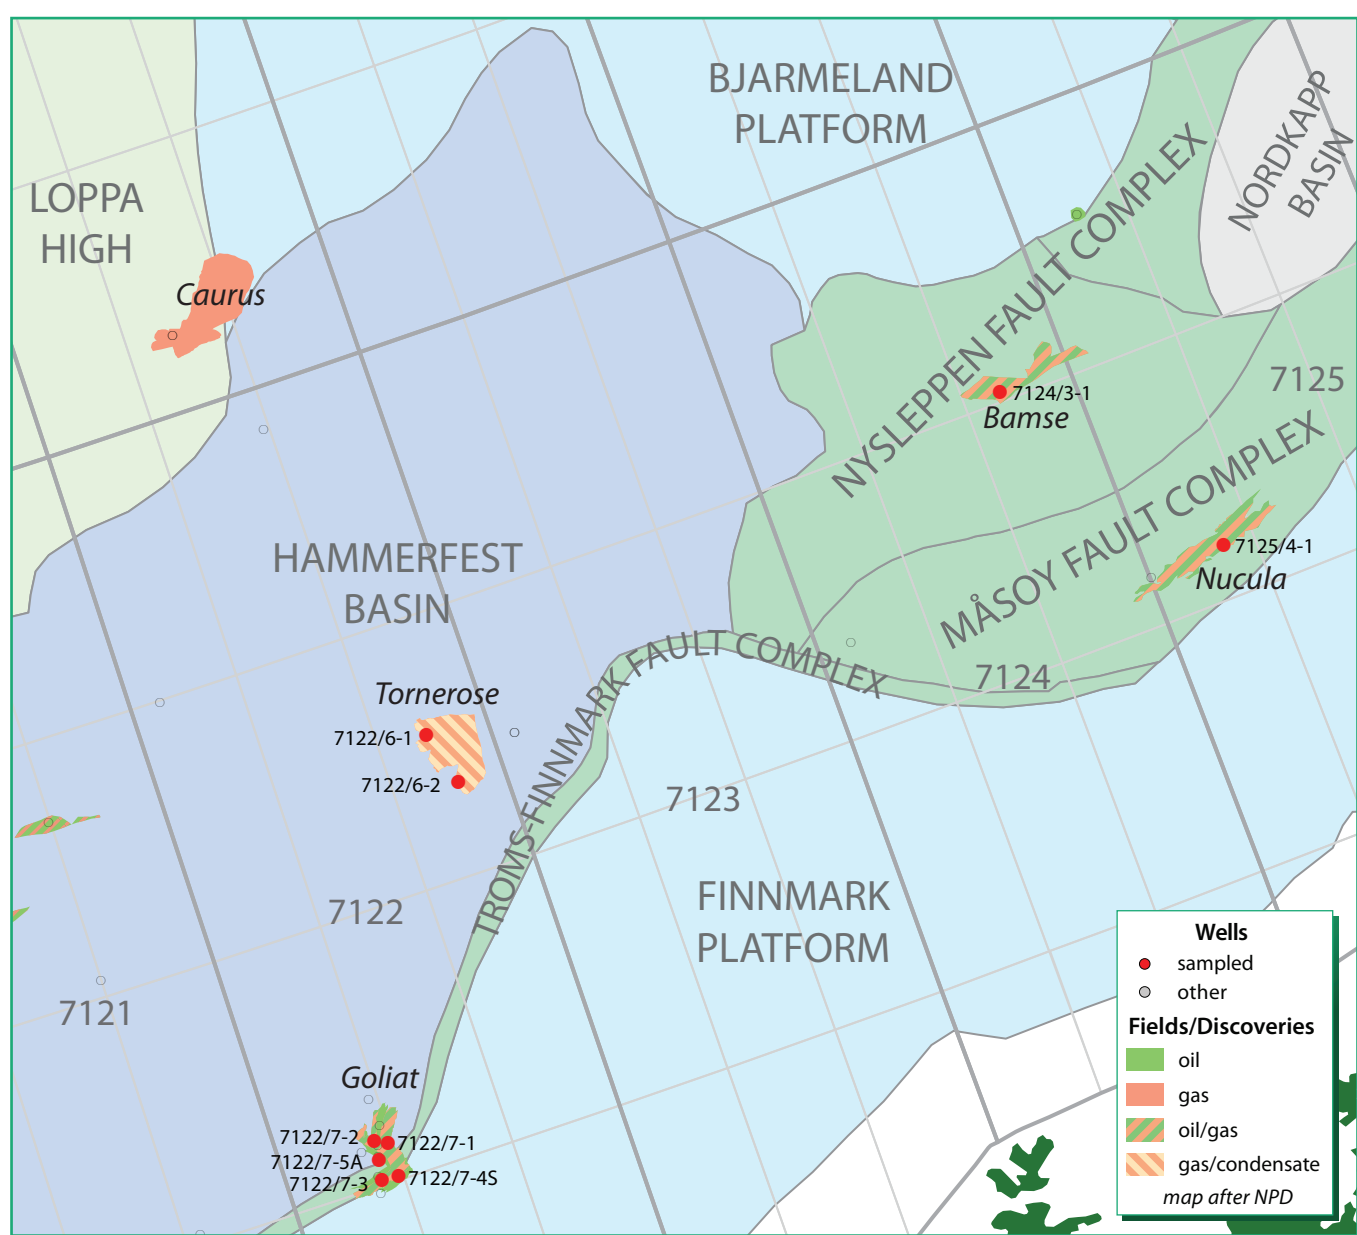 BJARMELAND
PLATFORM
NORDKAPP
BASIN
LOPPA
HIGH
Caurus
NYSLEPPEN FAULT COMPLEX
7125
7124/3-1
Bamse
MÅSOY FAULT COMPLEX
7125/4-1
Nucula
HAMMERFEST
BASIN
TROMS-FINNMARK FAULT COMPLEX
7124
Tornerose
7122/6-1
7122/6-2
7123
7122
FINNMARK
PLATFORM
7121
Goliat
7122/7-2
7122/7-1
7122/7-5A
7122/7-3
7122/7-4S
Wells
sampled
other
Fields/Discoveries
oil
gas
oil/gas
gas/condensate
map after NPD